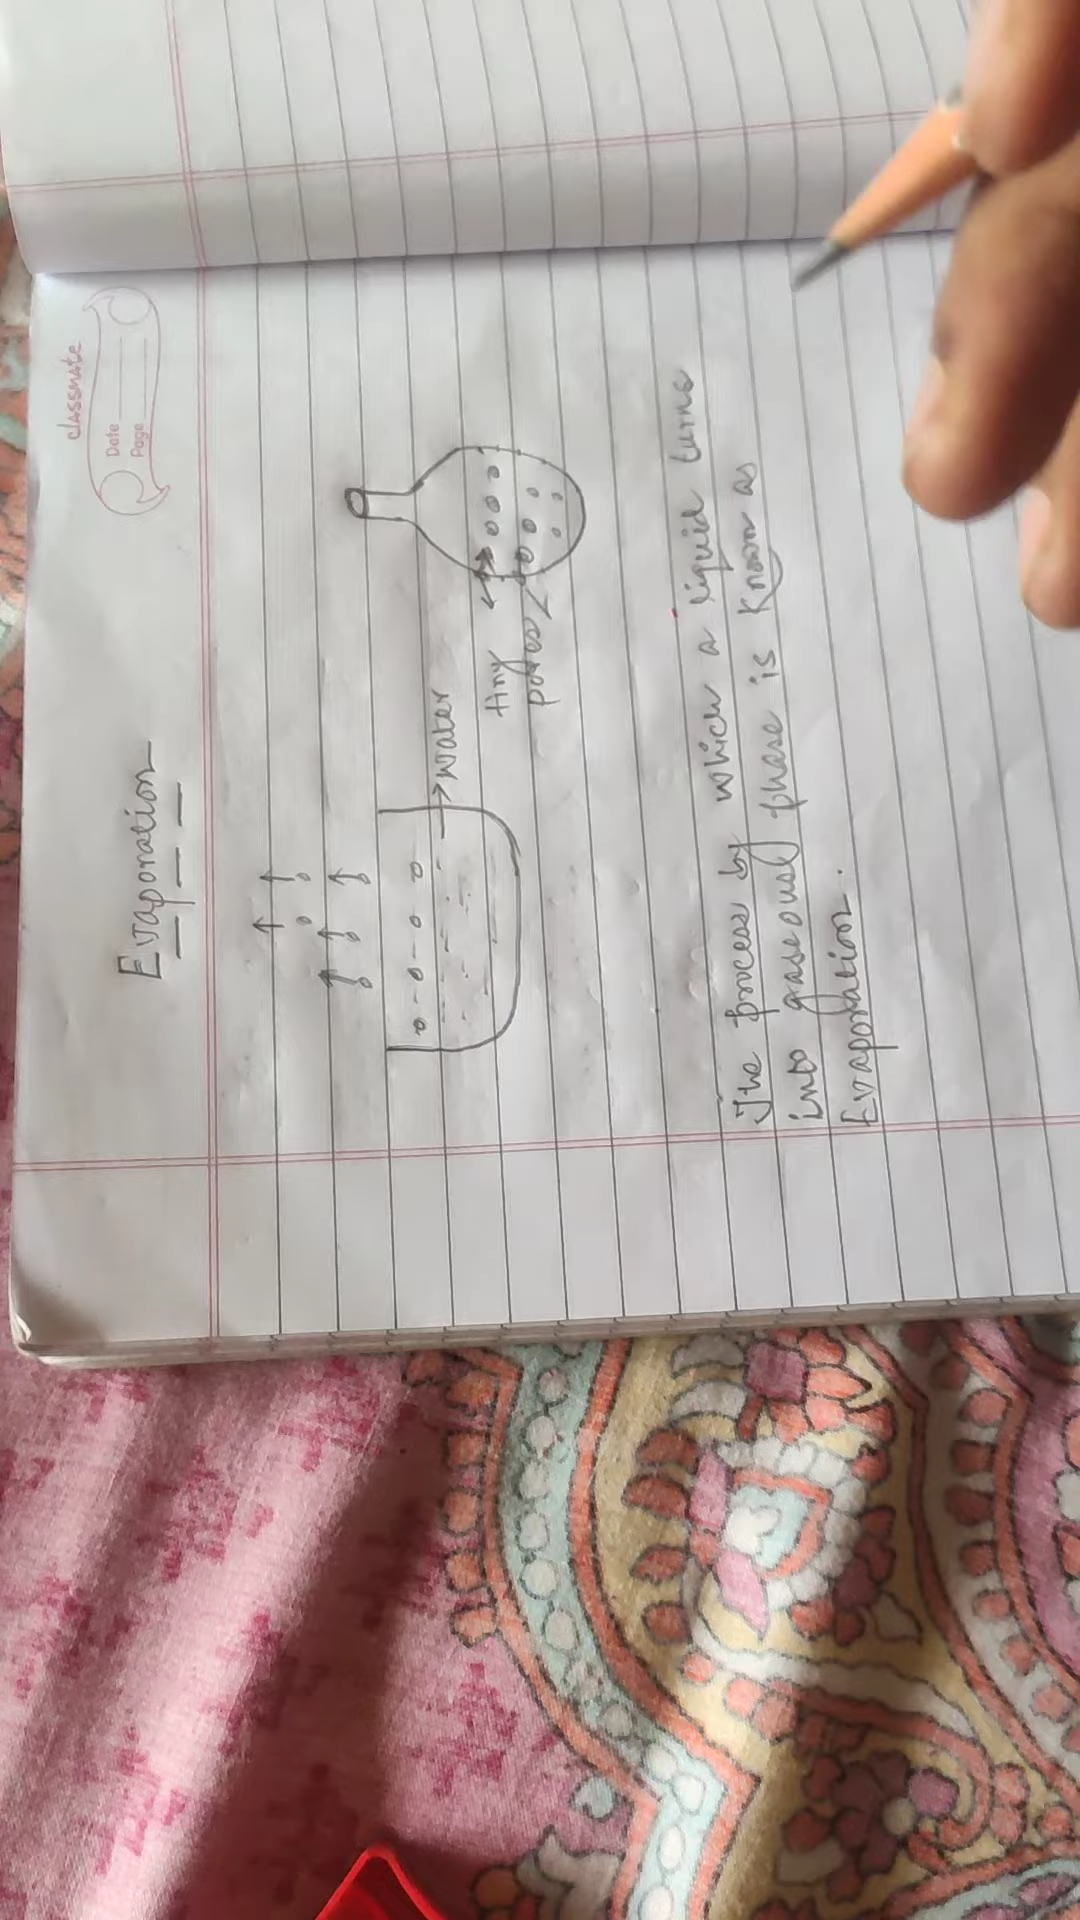 classmate
Date
Page
Evaporation
water
tiny
pores
The process by which a liquid turns
into gaseous phase is known as
Evaporation.